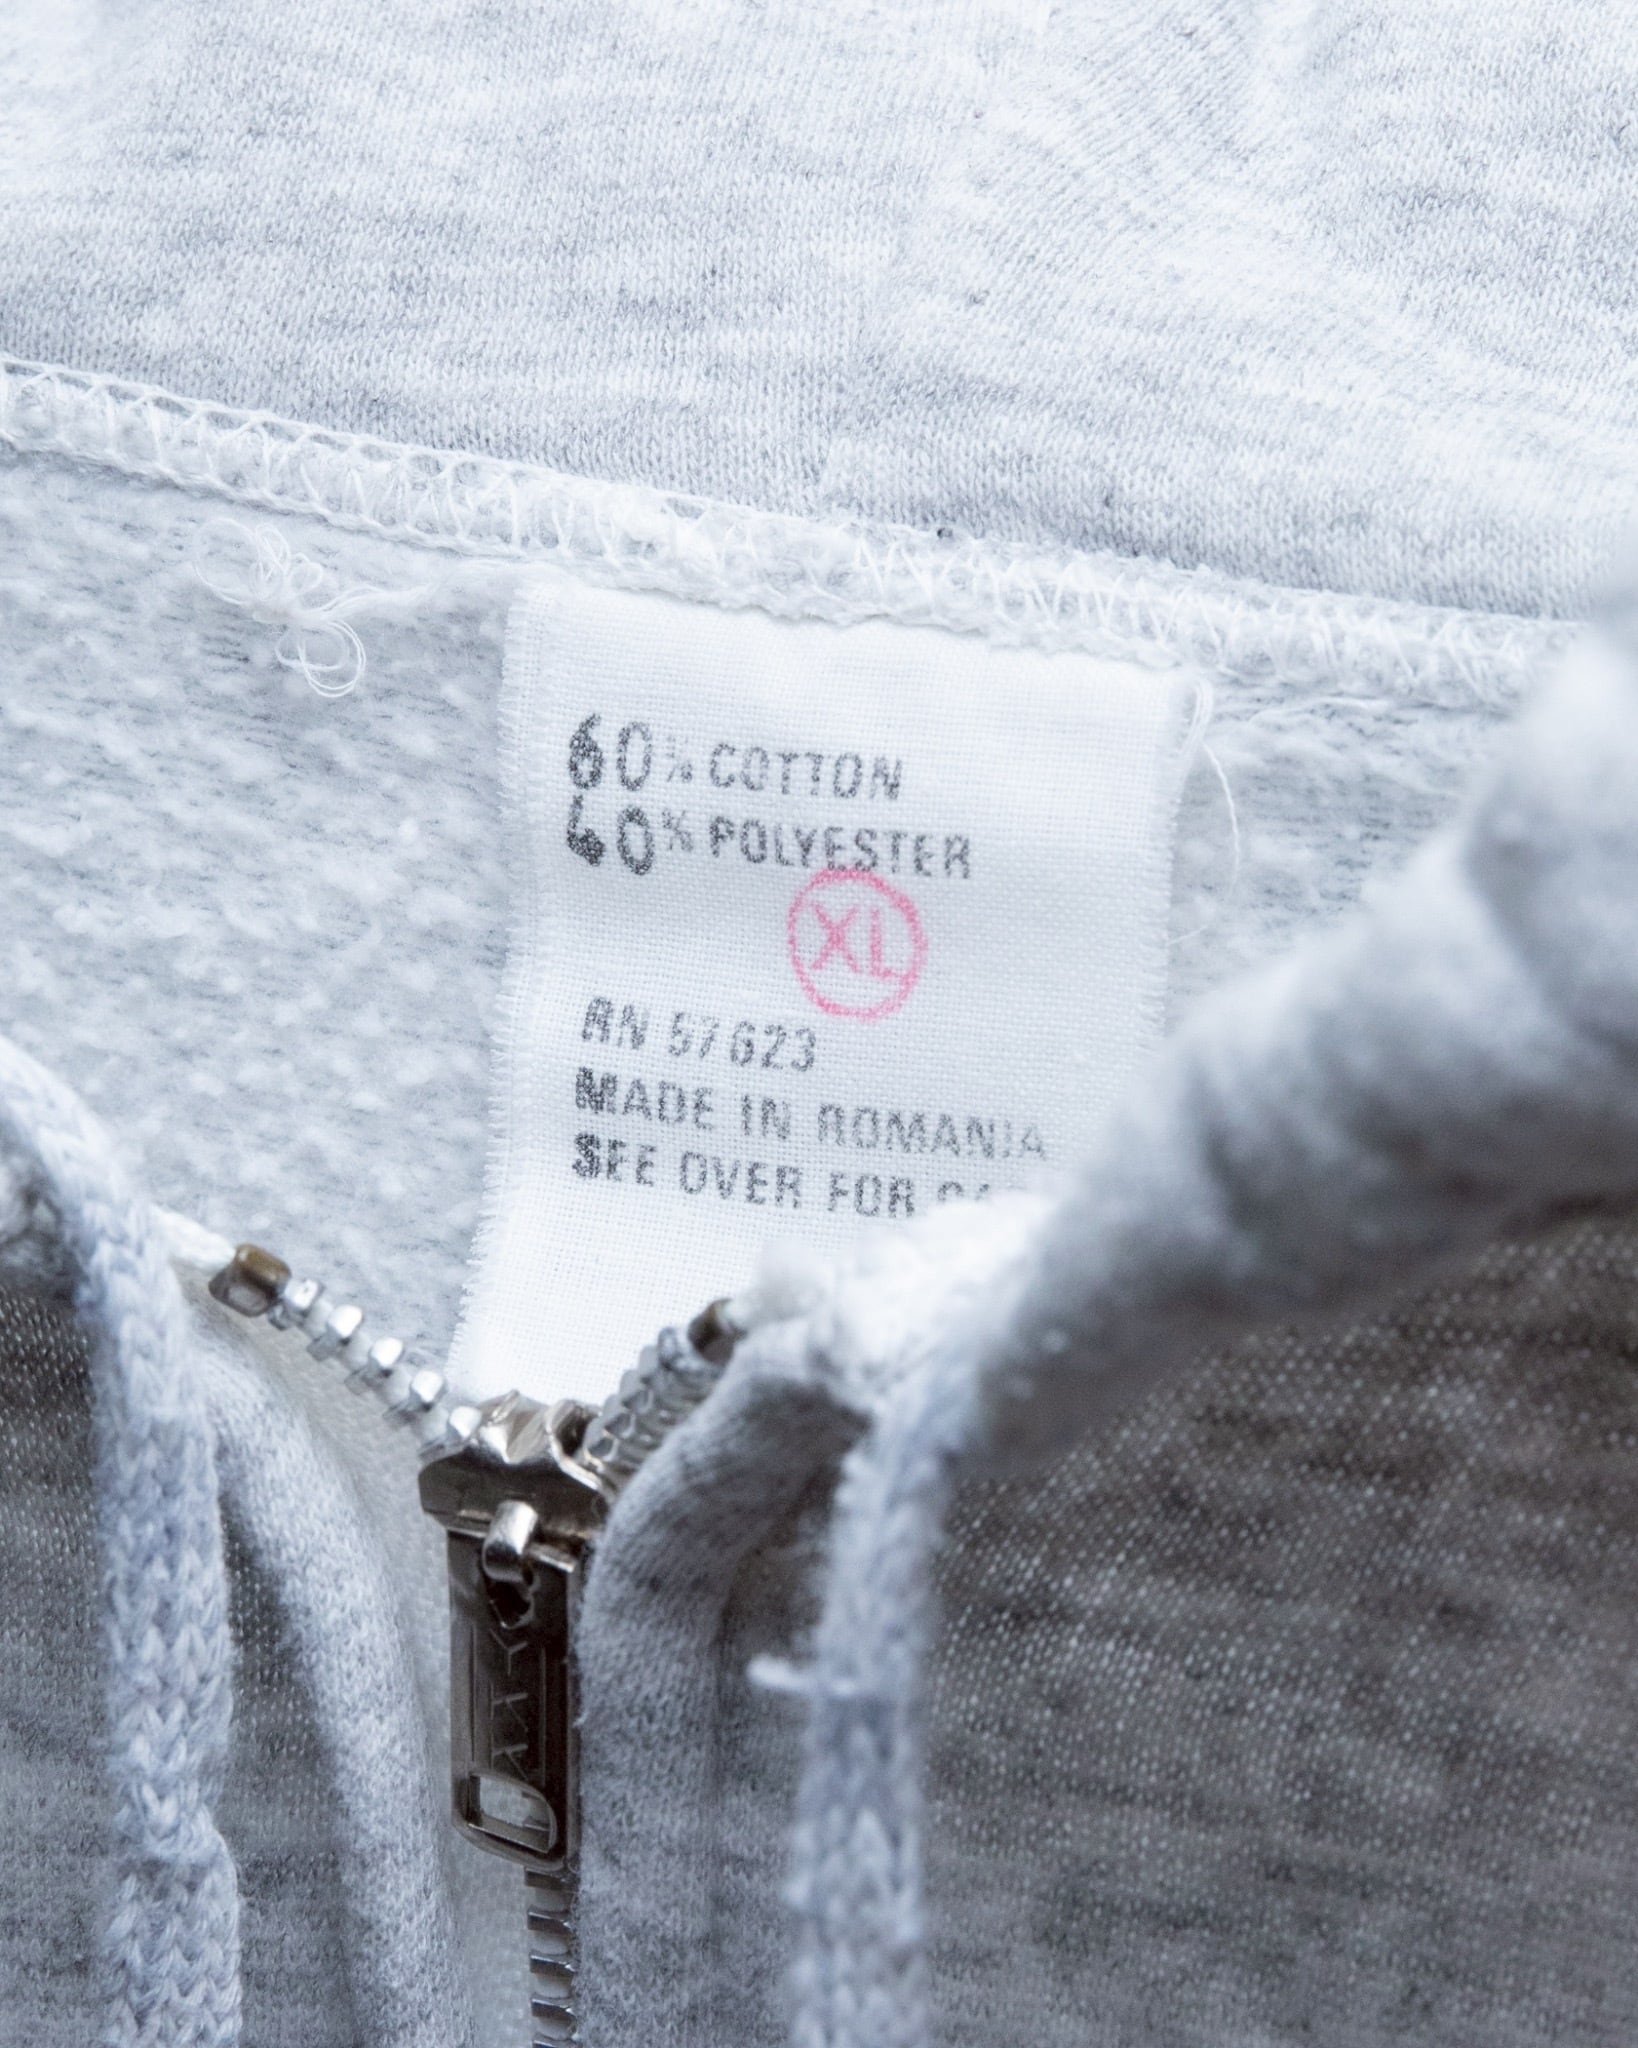 60% COTTON
40% POLYESTER
XL
RN 57623
MADE IN ROMANIA
SEE OVER FOR